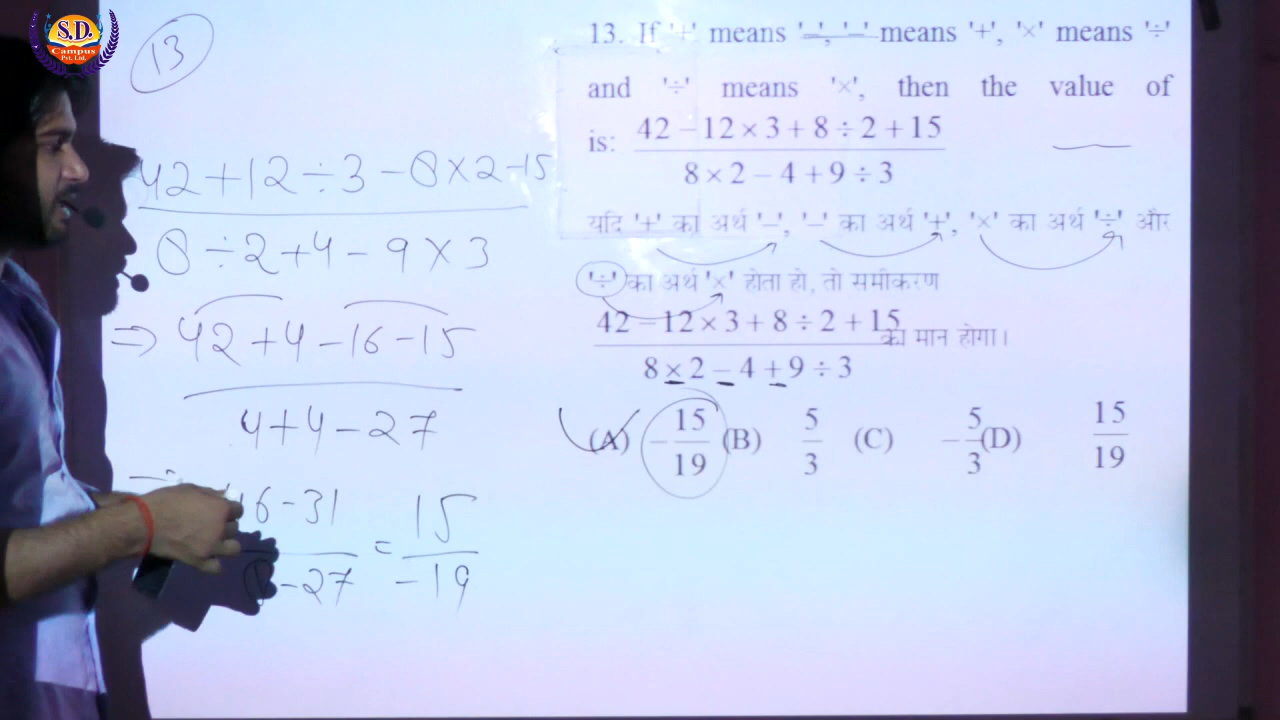 S.D.
Campus
Pvt. Ltd.
13
42+12÷3-8×2-15
8÷2+4-9×3
⇒ 42+4-16-15
4+4-27
46-31
8-27
= 15
-19
13. If '+' means '–', '–' means '+', '×' means '÷'
and '÷' means '×', then the value of
is: 42 – 12 × 3 + 8 ÷ 2 + 15
8 × 2 – 4 + 9 ÷ 3
यदि '+' का अर्थ '–', '–' का अर्थ '+', '×' का अर्थ '÷' और
'÷' का अर्थ '×' होता हो, तो समीकरण
42 – 12 × 3 + 8 ÷ 2 + 15
8 × 2 – 4 + 9 ÷ 3
का मान होगा।
(A) –15/19 (B) 5/3 (C) –5/3 (D) 15/19